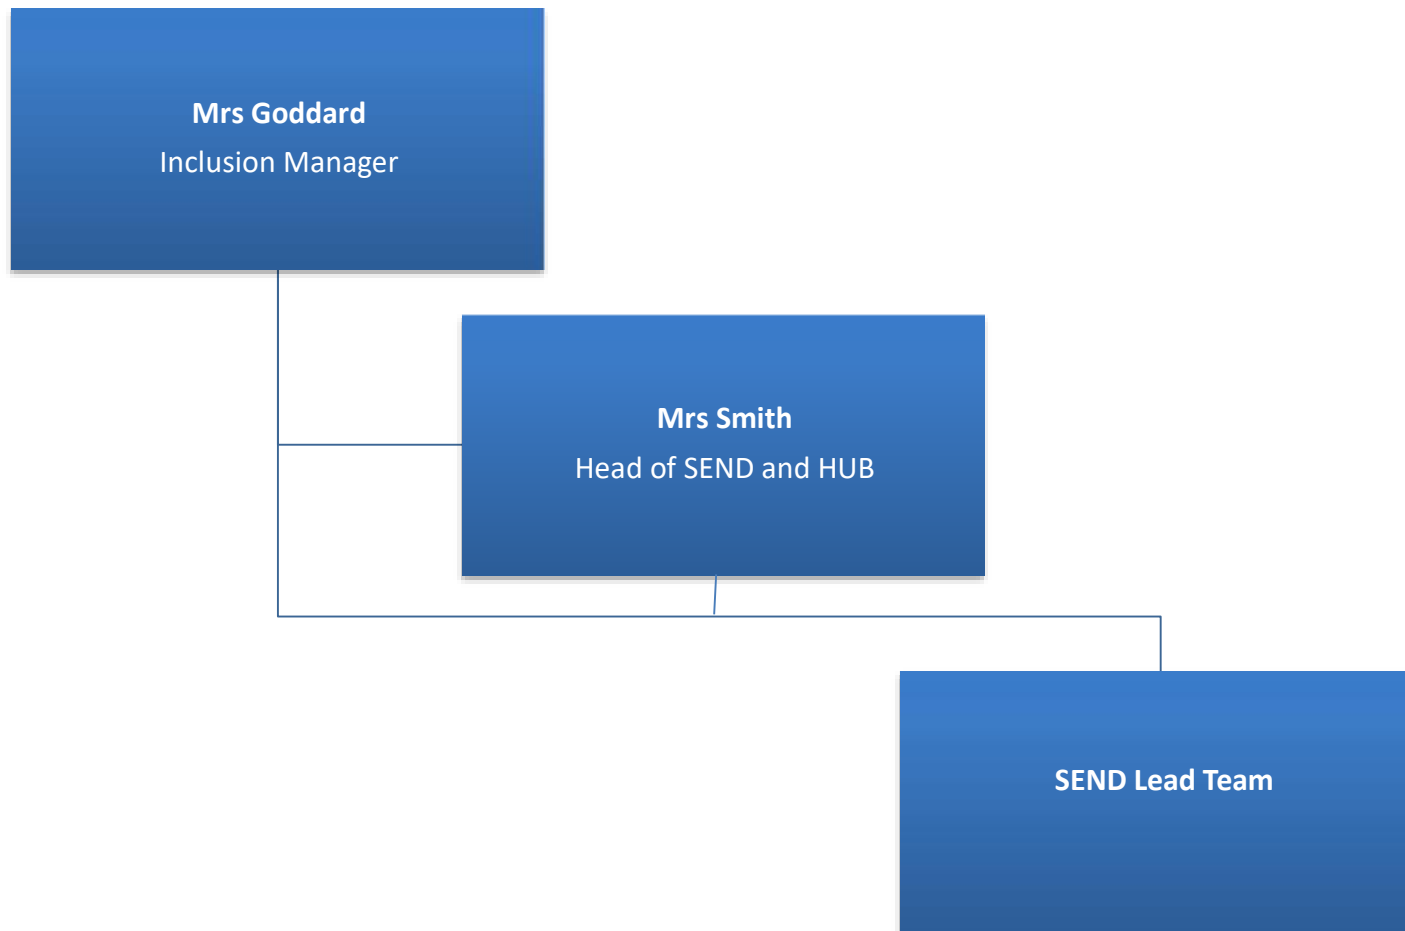 Mrs Goddard
Inclusion Manager
Mrs Smith
Head of SEND and HUB
SEND Lead Team